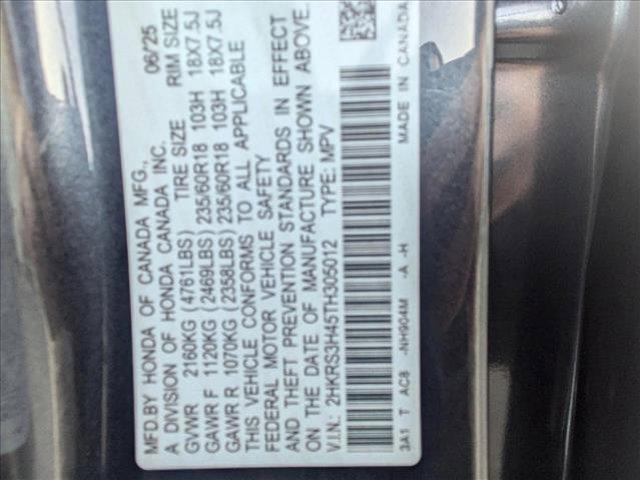 MFD.BY HONDA OF CANADA MFG., 06/25
A DIVISION OF HONDA CANADA INC.
TIRE SIZE RIM SIZE
GVWR 2160KG (4761LBS)
GAWR F 1120KG (2469LBS) 235/60R18 103H 18X7.5J
GAWR R 1070KG (2358LBS) 235/60R18 103H 18X7.5J
THIS VEHICLE CONFORMS TO ALL APPLICABLE
FEDERAL MOTOR VEHICLE SAFETY
AND THEFT PREVENTION STANDARDS IN EFFECT
ON THE DATE OF MANUFACTURE SHOWN ABOVE.
V.I.N.: 2HKRS3H45TH305012 TYPE: MPV
3A1 T AC8 -NH904M -A -H MADE IN CANADA